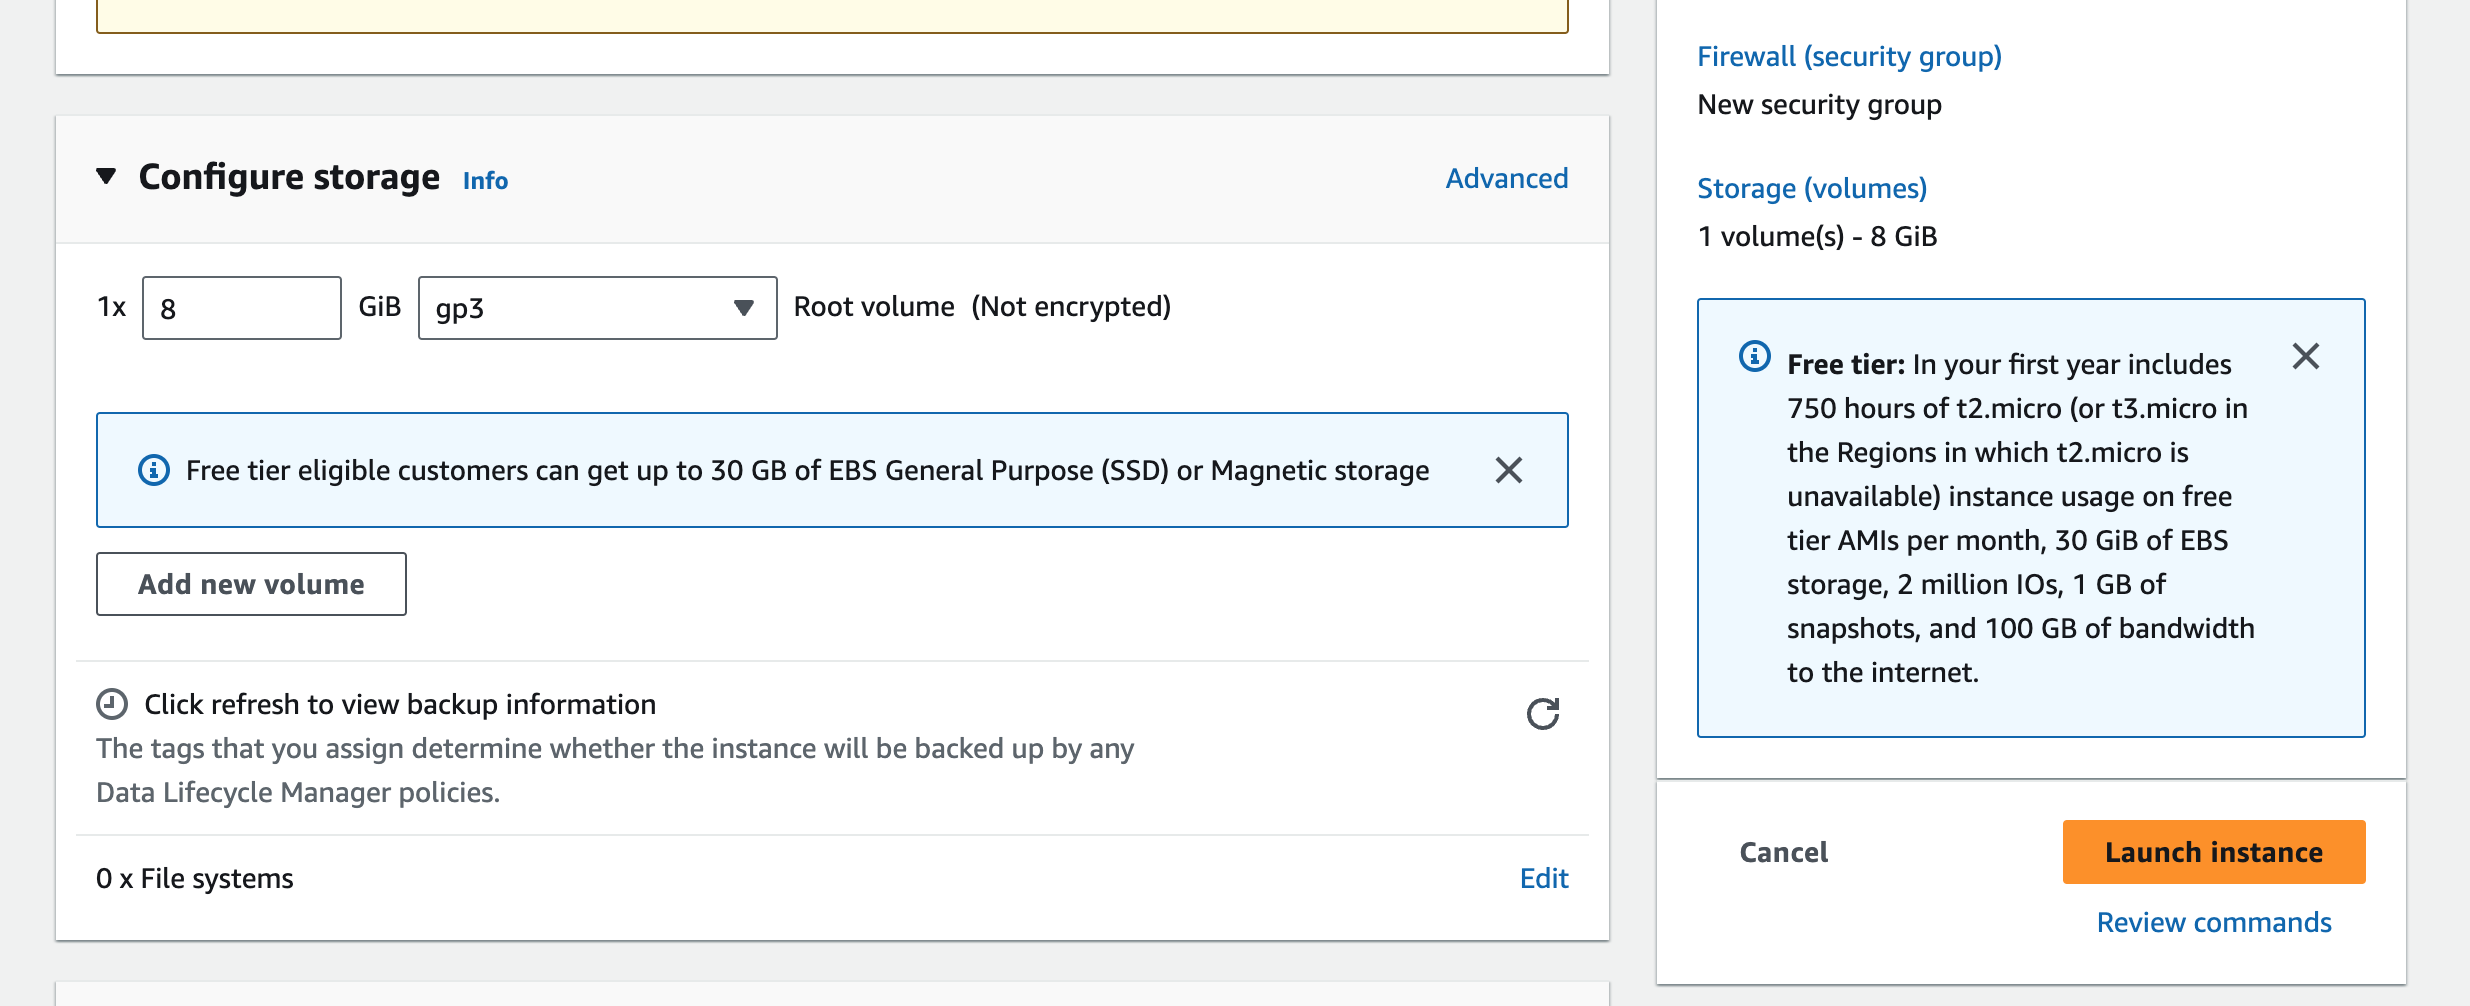 Configure storage Info
Advanced
1x 8 GiB gp3 Root volume (Not encrypted)
Free tier eligible customers can get up to 30 GB of EBS General Purpose (SSD) or Magnetic storage
Add new volume
Click refresh to view backup information
The tags that you assign determine whether the instance will be backed up by any
Data Lifecycle Manager policies.
0 x File systems
Edit
Firewall (security group)
New security group
Storage (volumes)
1 volume(s) - 8 GiB
Free tier: In your first year includes
750 hours of t2.micro (or t3.micro in
the Regions in which t2.micro is
unavailable) instance usage on free
tier AMIs per month, 30 GiB of EBS
storage, 2 million IOs, 1 GB of
snapshots, and 100 GB of bandwidth
to the internet.
Cancel
Launch instance
Review commands